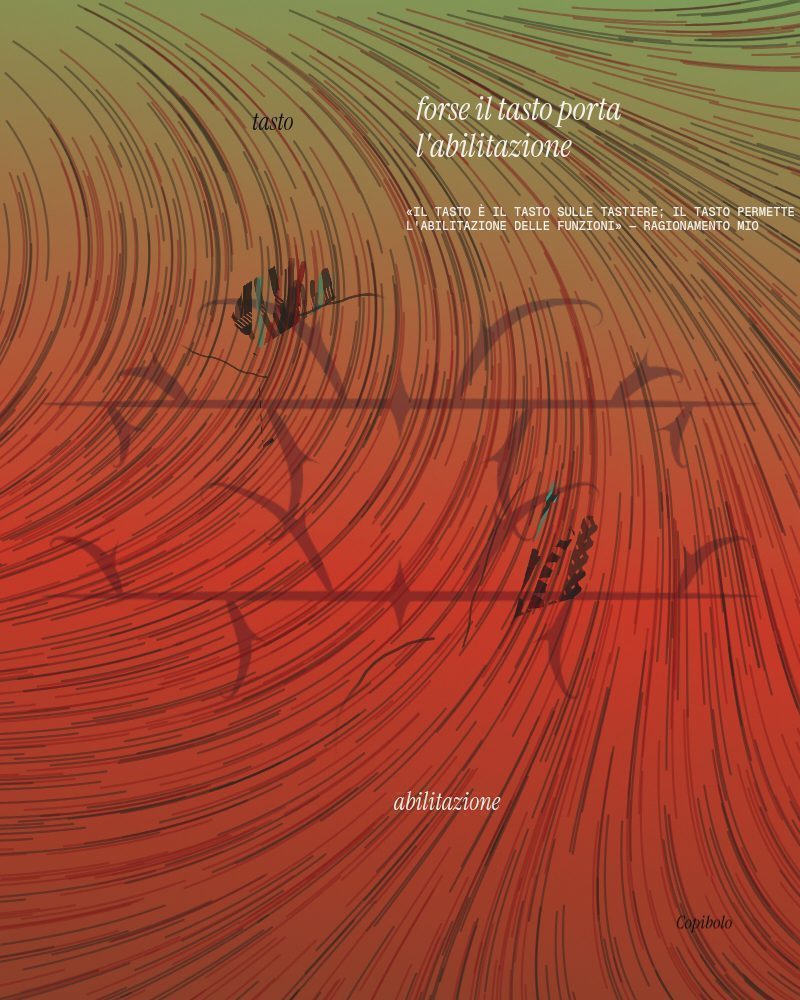 forse il tasto porta
l'abilitazione
tasto
«IL TASTO È IL TASTO SULLE TASTIERE; IL TASTO PERMETTE
L'ABILITAZIONE DELLE FUNZIONI» — RAGIONAMENTO MIO
abilitazione
Copibolo